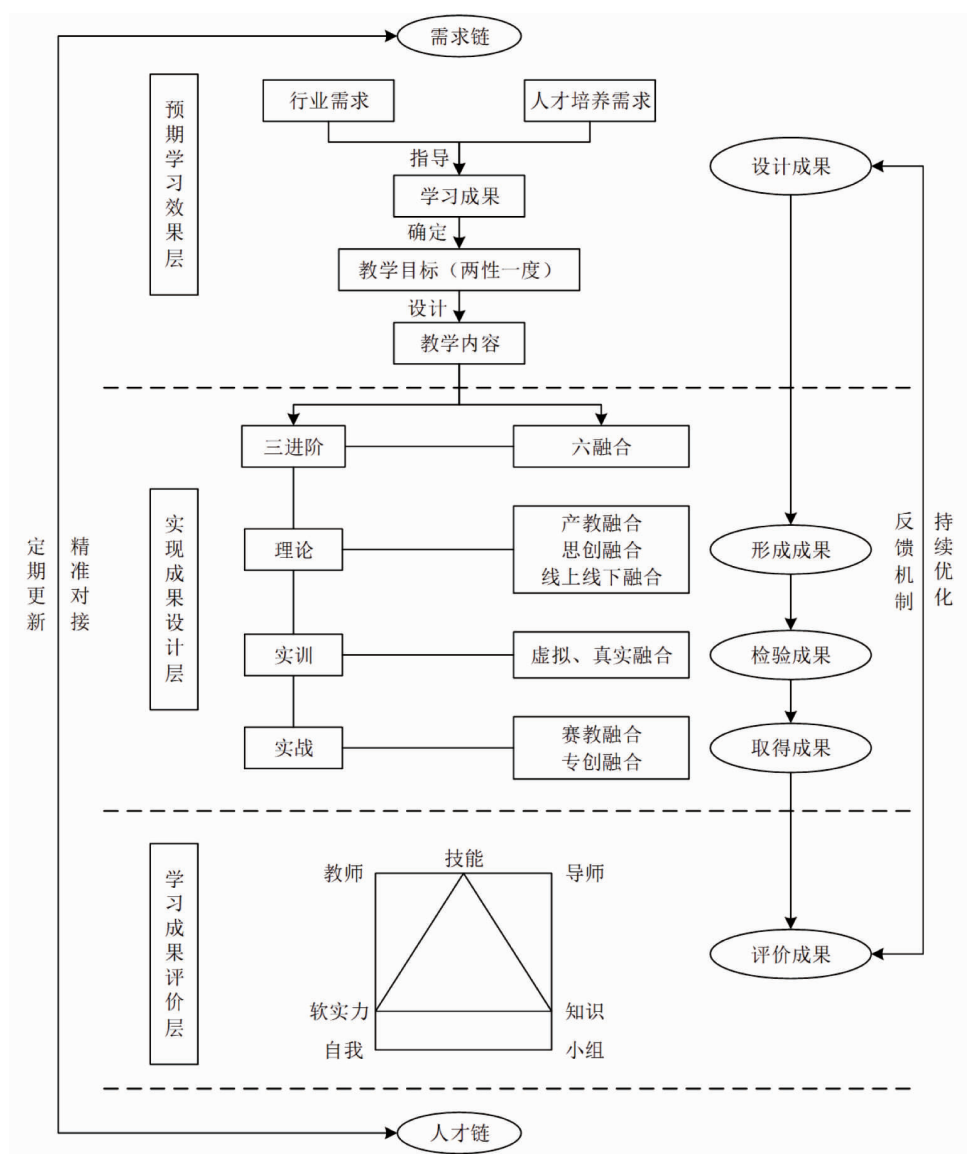 需求链
预期学习效果层
行业需求
人才培养需求
指导
学习成果
确定
教学目标（两性一度）
设计
教学内容
设计成果
三进阶
六融合
定期更新
精准对接
实现成果设计层
理论
产教融合
思创融合
线上线下融合
形成成果
反馈机制
持续优化
实训
虚拟、真实融合
检验成果
实战
赛教融合
专创融合
取得成果
学习成果评价层
技能
教师
导师
软实力
知识
自我
小组
评价成果
人才链